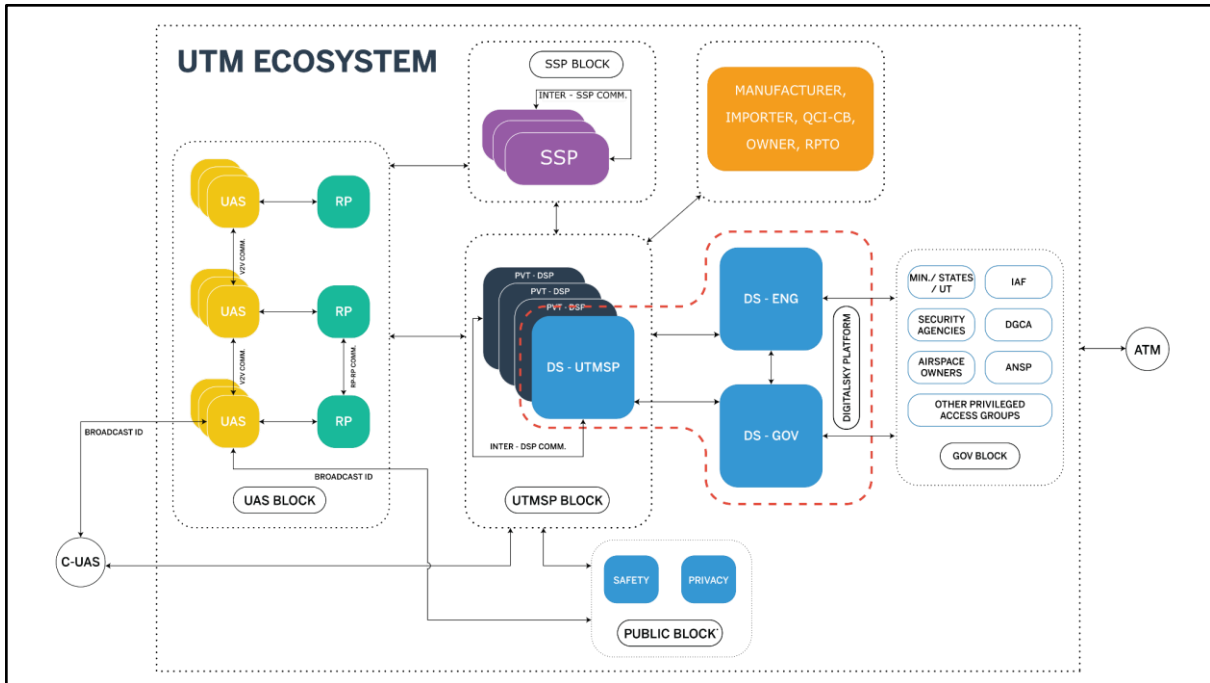 UTM ECOSYSTEM
SSP BLOCK
INTER - SSP COMM.
SSP
MANUFACTURER,
IMPORTER, QCI-CB,
OWNER, RPTO
UAS
RP
V2V COMM.
UAS
RP
V2V COMM.
RP-RP COMM.
UAS
RP
BROADCAST ID
BROADCAST ID
UAS BLOCK
PVT - DSP
PVT - DSP
PVT - DSP
DS - UTMSP
INTER - DSP COMM.
UTMSP BLOCK
DS - ENG
DS - GOV
DIGITALSKY PLATFORM
MIN./ STATES
/ UT
IAF
SECURITY
AGENCIES
DGCA
AIRSPACE
OWNERS
ANSP
OTHER PRIVILEGED
ACCESS GROUPS
GOV BLOCK
ATM
C-UAS
SAFETY
PRIVACY
PUBLIC BLOCK*